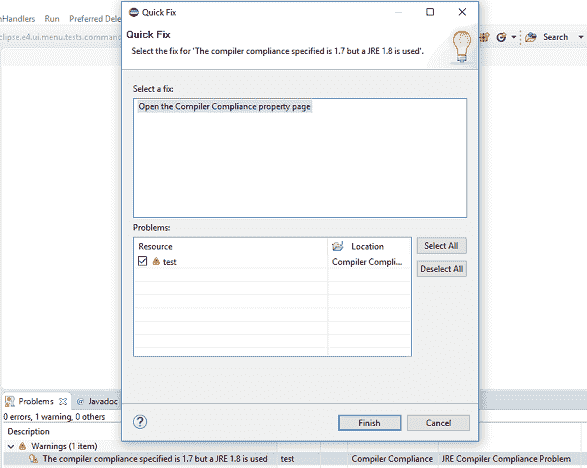 Quick Fix
nHandlers Run Preferred Dele
clipse.e4.ui.menu.tests.comman
Search
Quick Fix
Select the fix for 'The compiler compliance specified is 1.7 but a JRE 1.8 is used'.
Select a fix:
Open the Compiler Compliance property page
Problems:
Resource Location
test Compiler Compli...
Select All
Deselect All
Problems Javadoc
0 errors, 1 warning, 0 others
Description
Warnings (1 item)
The compiler compliance specified is 1.7 but a JRE 1.8 is used test Compiler Compliance JRE Compiler Compliance Problem
Finish Cancel